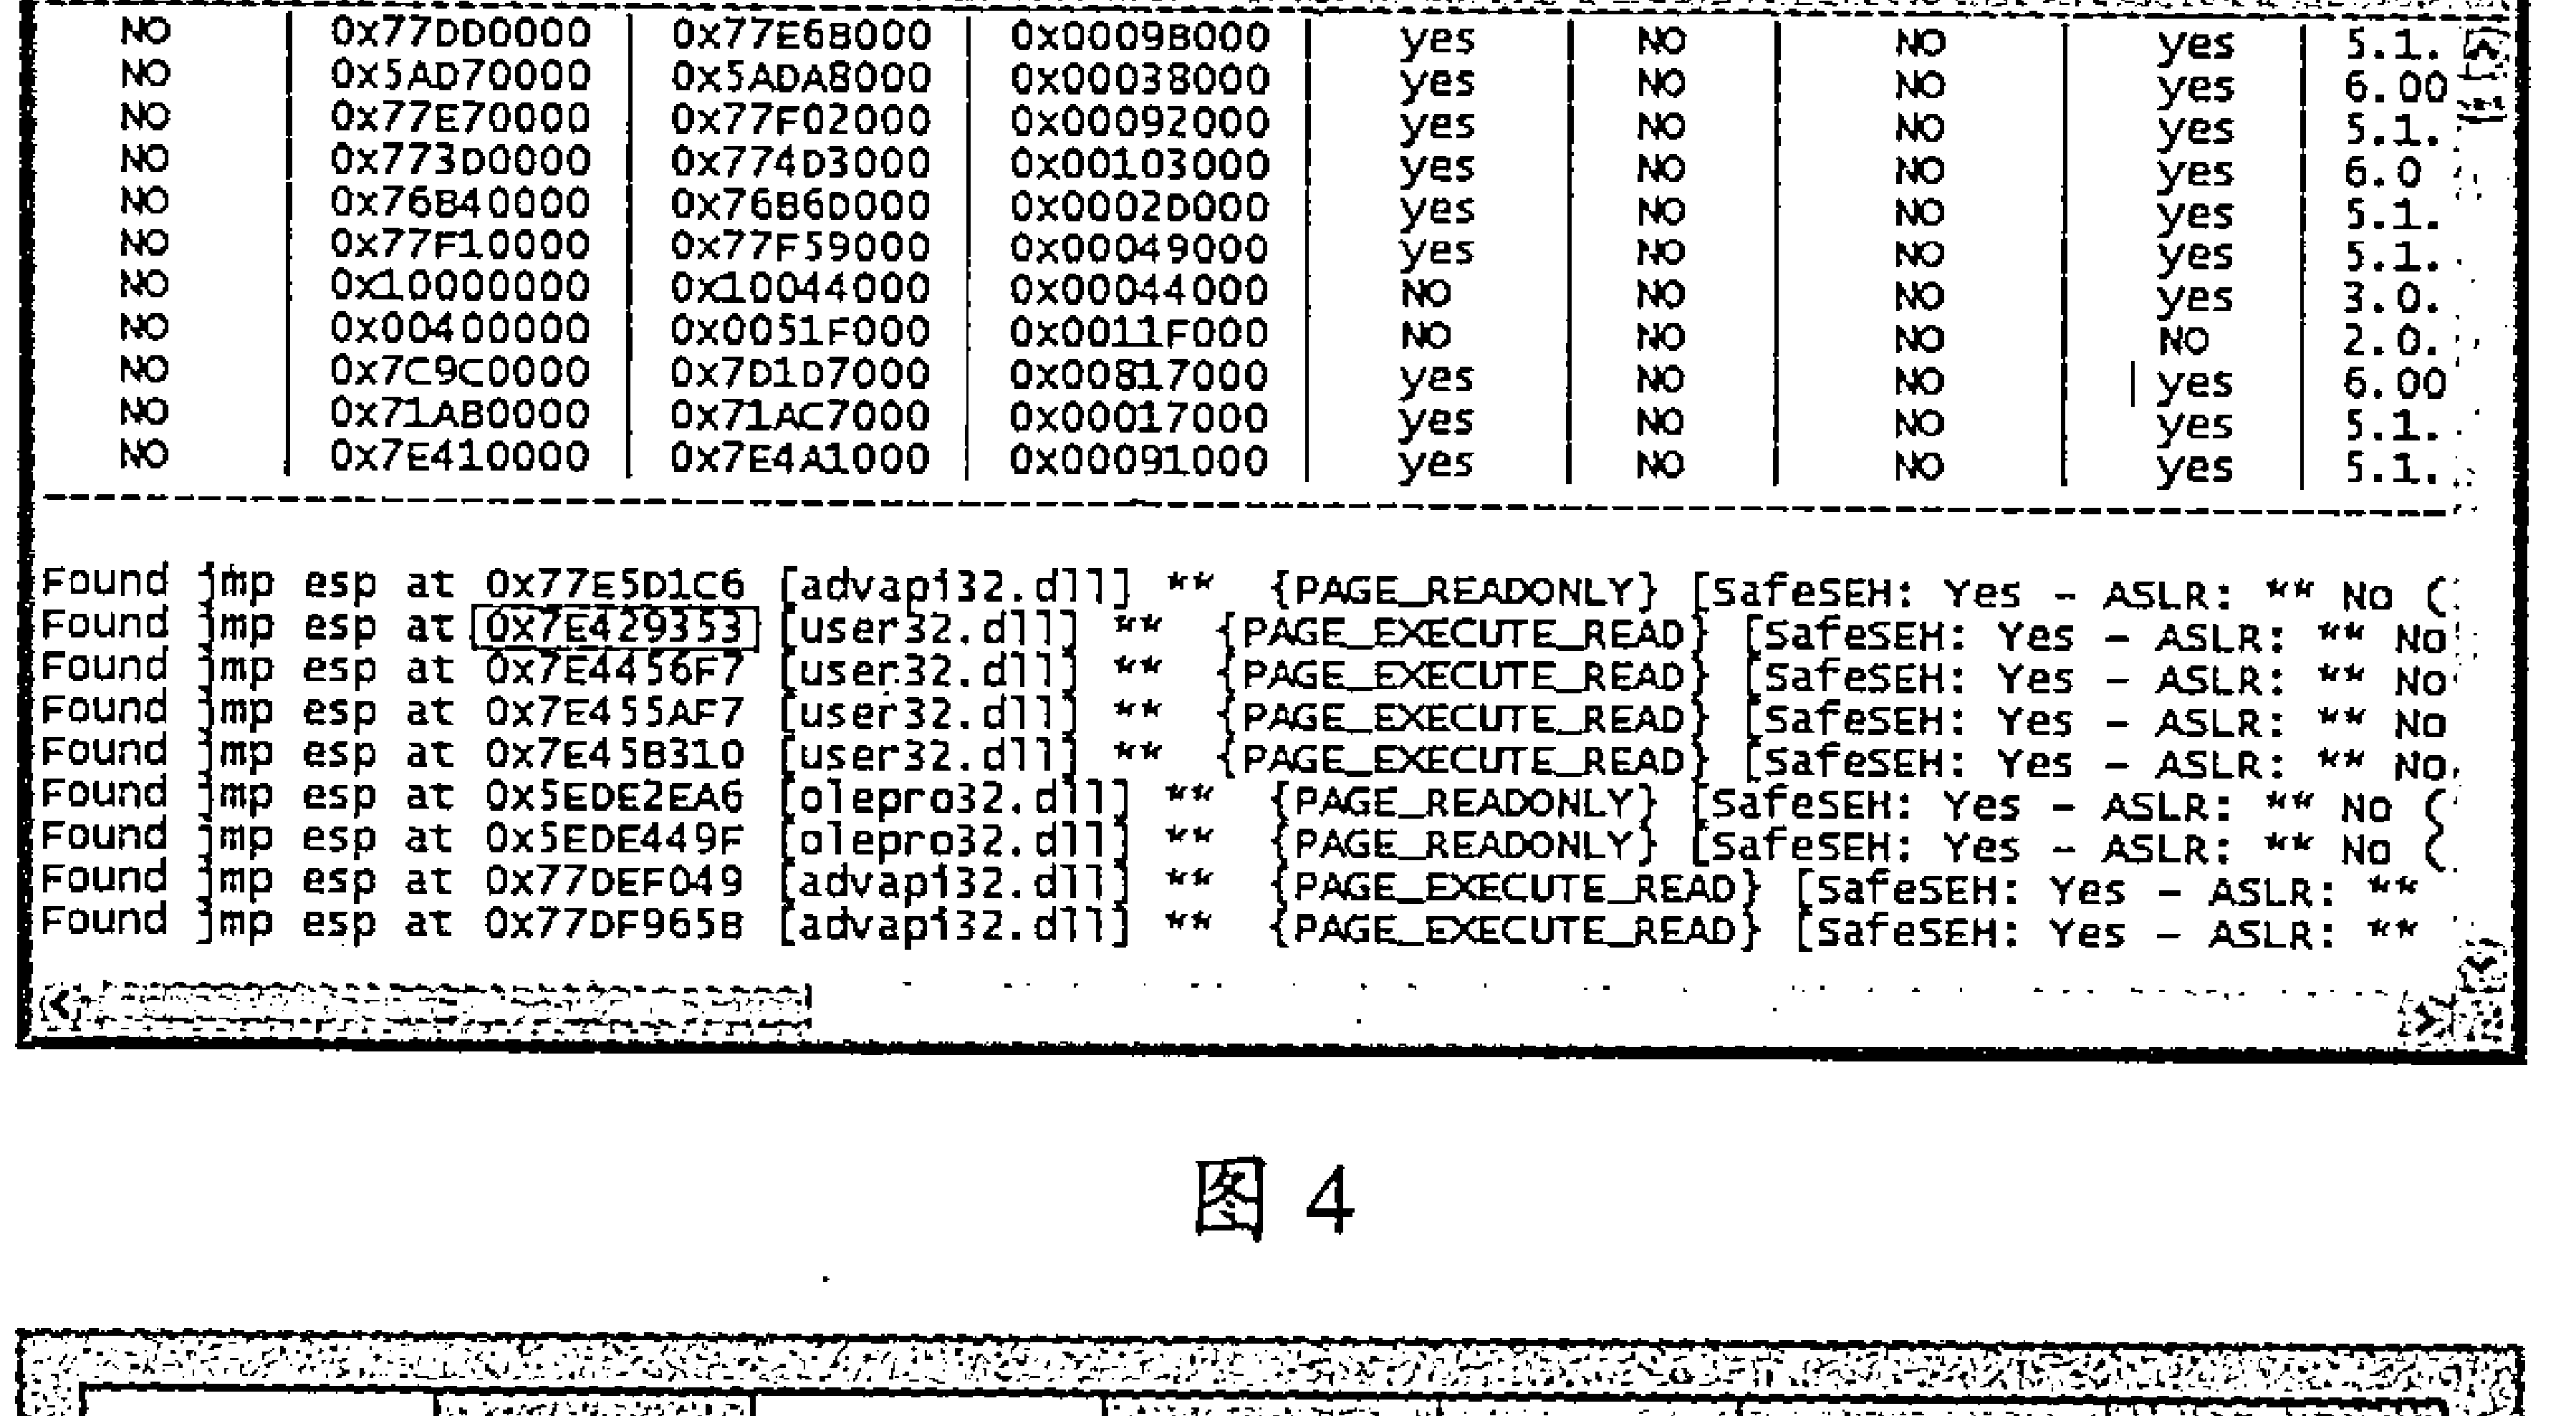 NO | 0x77DD0000 | 0x77E6B000 | 0x0009B000 | yes | NO | NO | yes | 5.1.
NO | 0x5AD70000 | 0x5ADA8000 | 0x00038000 | yes | NO | NO | yes | 6.00
NO | 0x77E70000 | 0x77F02000 | 0x00092000 | yes | NO | NO | yes | 5.1.
NO | 0x773D0000 | 0x774D3000 | 0x00103000 | yes | NO | NO | yes | 6.0
NO | 0x76B40000 | 0x76B6D000 | 0x0002D000 | yes | NO | NO | yes | 5.1.
NO | 0x77F10000 | 0x77F59000 | 0x00049000 | yes | NO | NO | yes | 5.1.
NO | 0x10000000 | 0x10044000 | 0x00044000 | NO | NO | NO | yes | 3.0.
NO | 0x00400000 | 0x0051F000 | 0x0011F000 | NO | NO | NO | NO | 2.0.
NO | 0x7C9C0000 | 0x7D1D7000 | 0x00817000 | yes | NO | NO | yes | 6.00
NO | 0x71AB0000 | 0x71AC7000 | 0x00017000 | yes | NO | NO | yes | 5.1.
NO | 0x7E410000 | 0x7E4A1000 | 0x00091000 | yes | NO | NO | yes | 5.1.
Found jmp esp at 0x77E5D1C6 [advapi32.dll] ** {PAGE_READONLY} [SafeSEH: Yes - ASLR: ** No (
Found jmp esp at 0x7E429353 [user32.dll] ** {PAGE_EXECUTE_READ} [SafeSEH: Yes - ASLR: ** No
Found jmp esp at 0x7E4456F7 [user32.dll] ** {PAGE_EXECUTE_READ} [SafeSEH: Yes - ASLR: ** No
Found jmp esp at 0x7E455AF7 [user32.dll] ** {PAGE_EXECUTE_READ} [SafeSEH: Yes - ASLR: ** No
Found jmp esp at 0x7E45B310 [user32.dll] ** {PAGE_EXECUTE_READ} [SafeSEH: Yes - ASLR: ** No
Found jmp esp at 0x5EDE2EA6 [olepro32.dll] ** {PAGE_READONLY} [SafeSEH: Yes - ASLR: ** No (
Found jmp esp at 0x5EDE449F [olepro32.dll] ** {PAGE_READONLY} [SafeSEH: Yes - ASLR: ** No (
Found jmp esp at 0x77DEF049 [advapi32.dll] ** {PAGE_EXECUTE_READ} [SafeSEH: Yes - ASLR: **
Found jmp esp at 0x77DF965B [advapi32.dll] ** {PAGE_EXECUTE_READ} [SafeSEH: Yes - ASLR: **
图 4